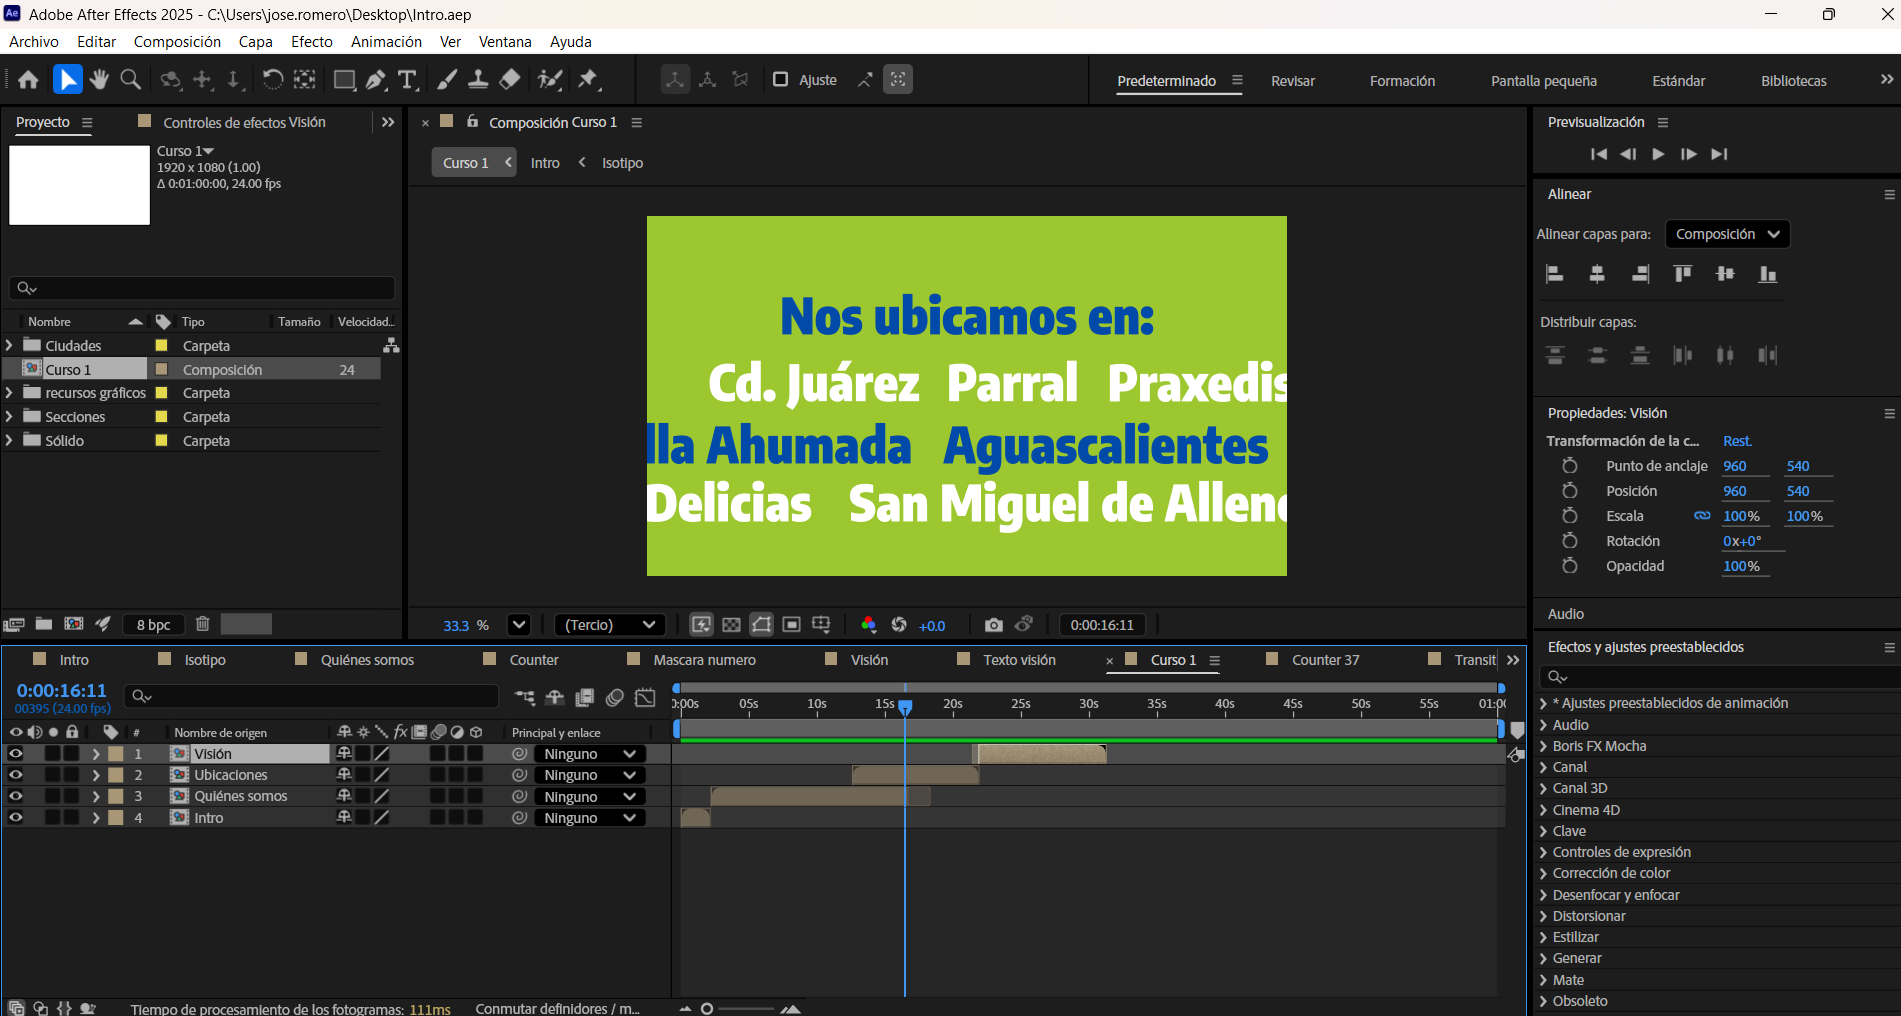 Adobe After Effects 2025 - C:\Users\jose.romero\Desktop\Intro.aep
Archivo Editar Composición Capa Efecto Animación Ver Ventana Ayuda
Ajuste
Predeterminado Revisar Formación Pantalla pequeña Estándar Bibliotecas
Proyecto Controles de efectos Visión
Composición Curso 1
Previsualización
Curso 1
1920 x 1080 (1.00)
Δ 0:01:00:00, 24.00 fps
Curso 1 Intro Isotipo
Alinear
Alinear capas para: Composición
Distribuir capas:
Nombre Tipo Tamaño Velocidad...
Ciudades Carpeta
Curso 1 Composición 24
recursos gráficos Carpeta
Secciones Carpeta
Sólido Carpeta
Nos ubicamos en:
Cd. Juárez Parral Praxedis
lla Ahumada Aguascalientes
Delicias San Miguel de Allend
Propiedades: Visión
Transformación de la c... Rest.
Punto de anclaje 960 540
Posición 960 540
Escala 100% 100%
Rotación 0x+0°
Opacidad 100%
Audio
8 bpc
33.3 % (Tercio) +0.0 0:00:16:11
Intro Isotipo Quiénes somos Counter Mascara numero Visión Texto visión Curso 1 Counter 37 Transit
0:00:16:11
00395 (24.00 fps)
0:00s 05s 10s 15s 20s 25s 30s 35s 40s 45s 50s 55s 01:00
# Nombre de origen fx Principal y enlace
1 Visión Ninguno
2 Ubicaciones Ninguno
3 Quiénes somos Ninguno
4 Intro Ninguno
Tiempo de procesamiento de los fotogramas: 111ms Conmutar definidores / m...
Efectos y ajustes preestablecidos
* Ajustes preestablecidos de animación
Audio
Boris FX Mocha
Canal
Canal 3D
Cinema 4D
Clave
Controles de expresión
Corrección de color
Desenfocar y enfocar
Distorsionar
Estilizar
Generar
Mate
Obsoleto